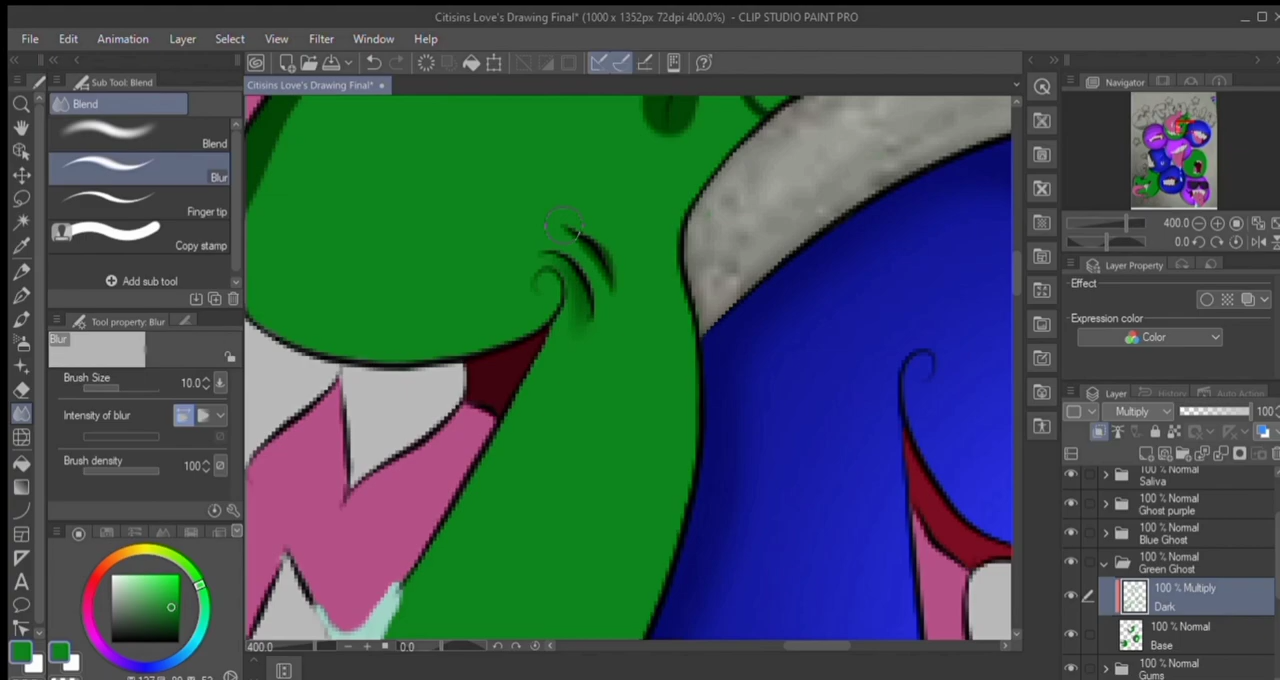 Citisins Love's Drawing Final* (1000 x 1352px 72dpi 400.0%) - CLIP STUDIO PAINT PRO
File Edit Animation Layer Select View Filter Window Help
Sub Tool: Blend
Citisins Love's Drawing Final*
Navigator
Blend
Blend
Blur
Finger tip
Copy stamp
Add sub tool
400.0
0.0
Layer Property
Effect
Expression color
Color
Tool property: Blur
Blur
Brush Size 10.0
Intensity of blur
Brush density 100
Layer History Auto Action
Multiply 100
100 % Normal
Saliva
100 % Normal
Ghost purple
100 % Normal
Blue Ghost
100 % Normal
Green Ghost
100 % Multiply
Dark
100 % Normal
Base
100 % Normal
Gums
400.0 0.0